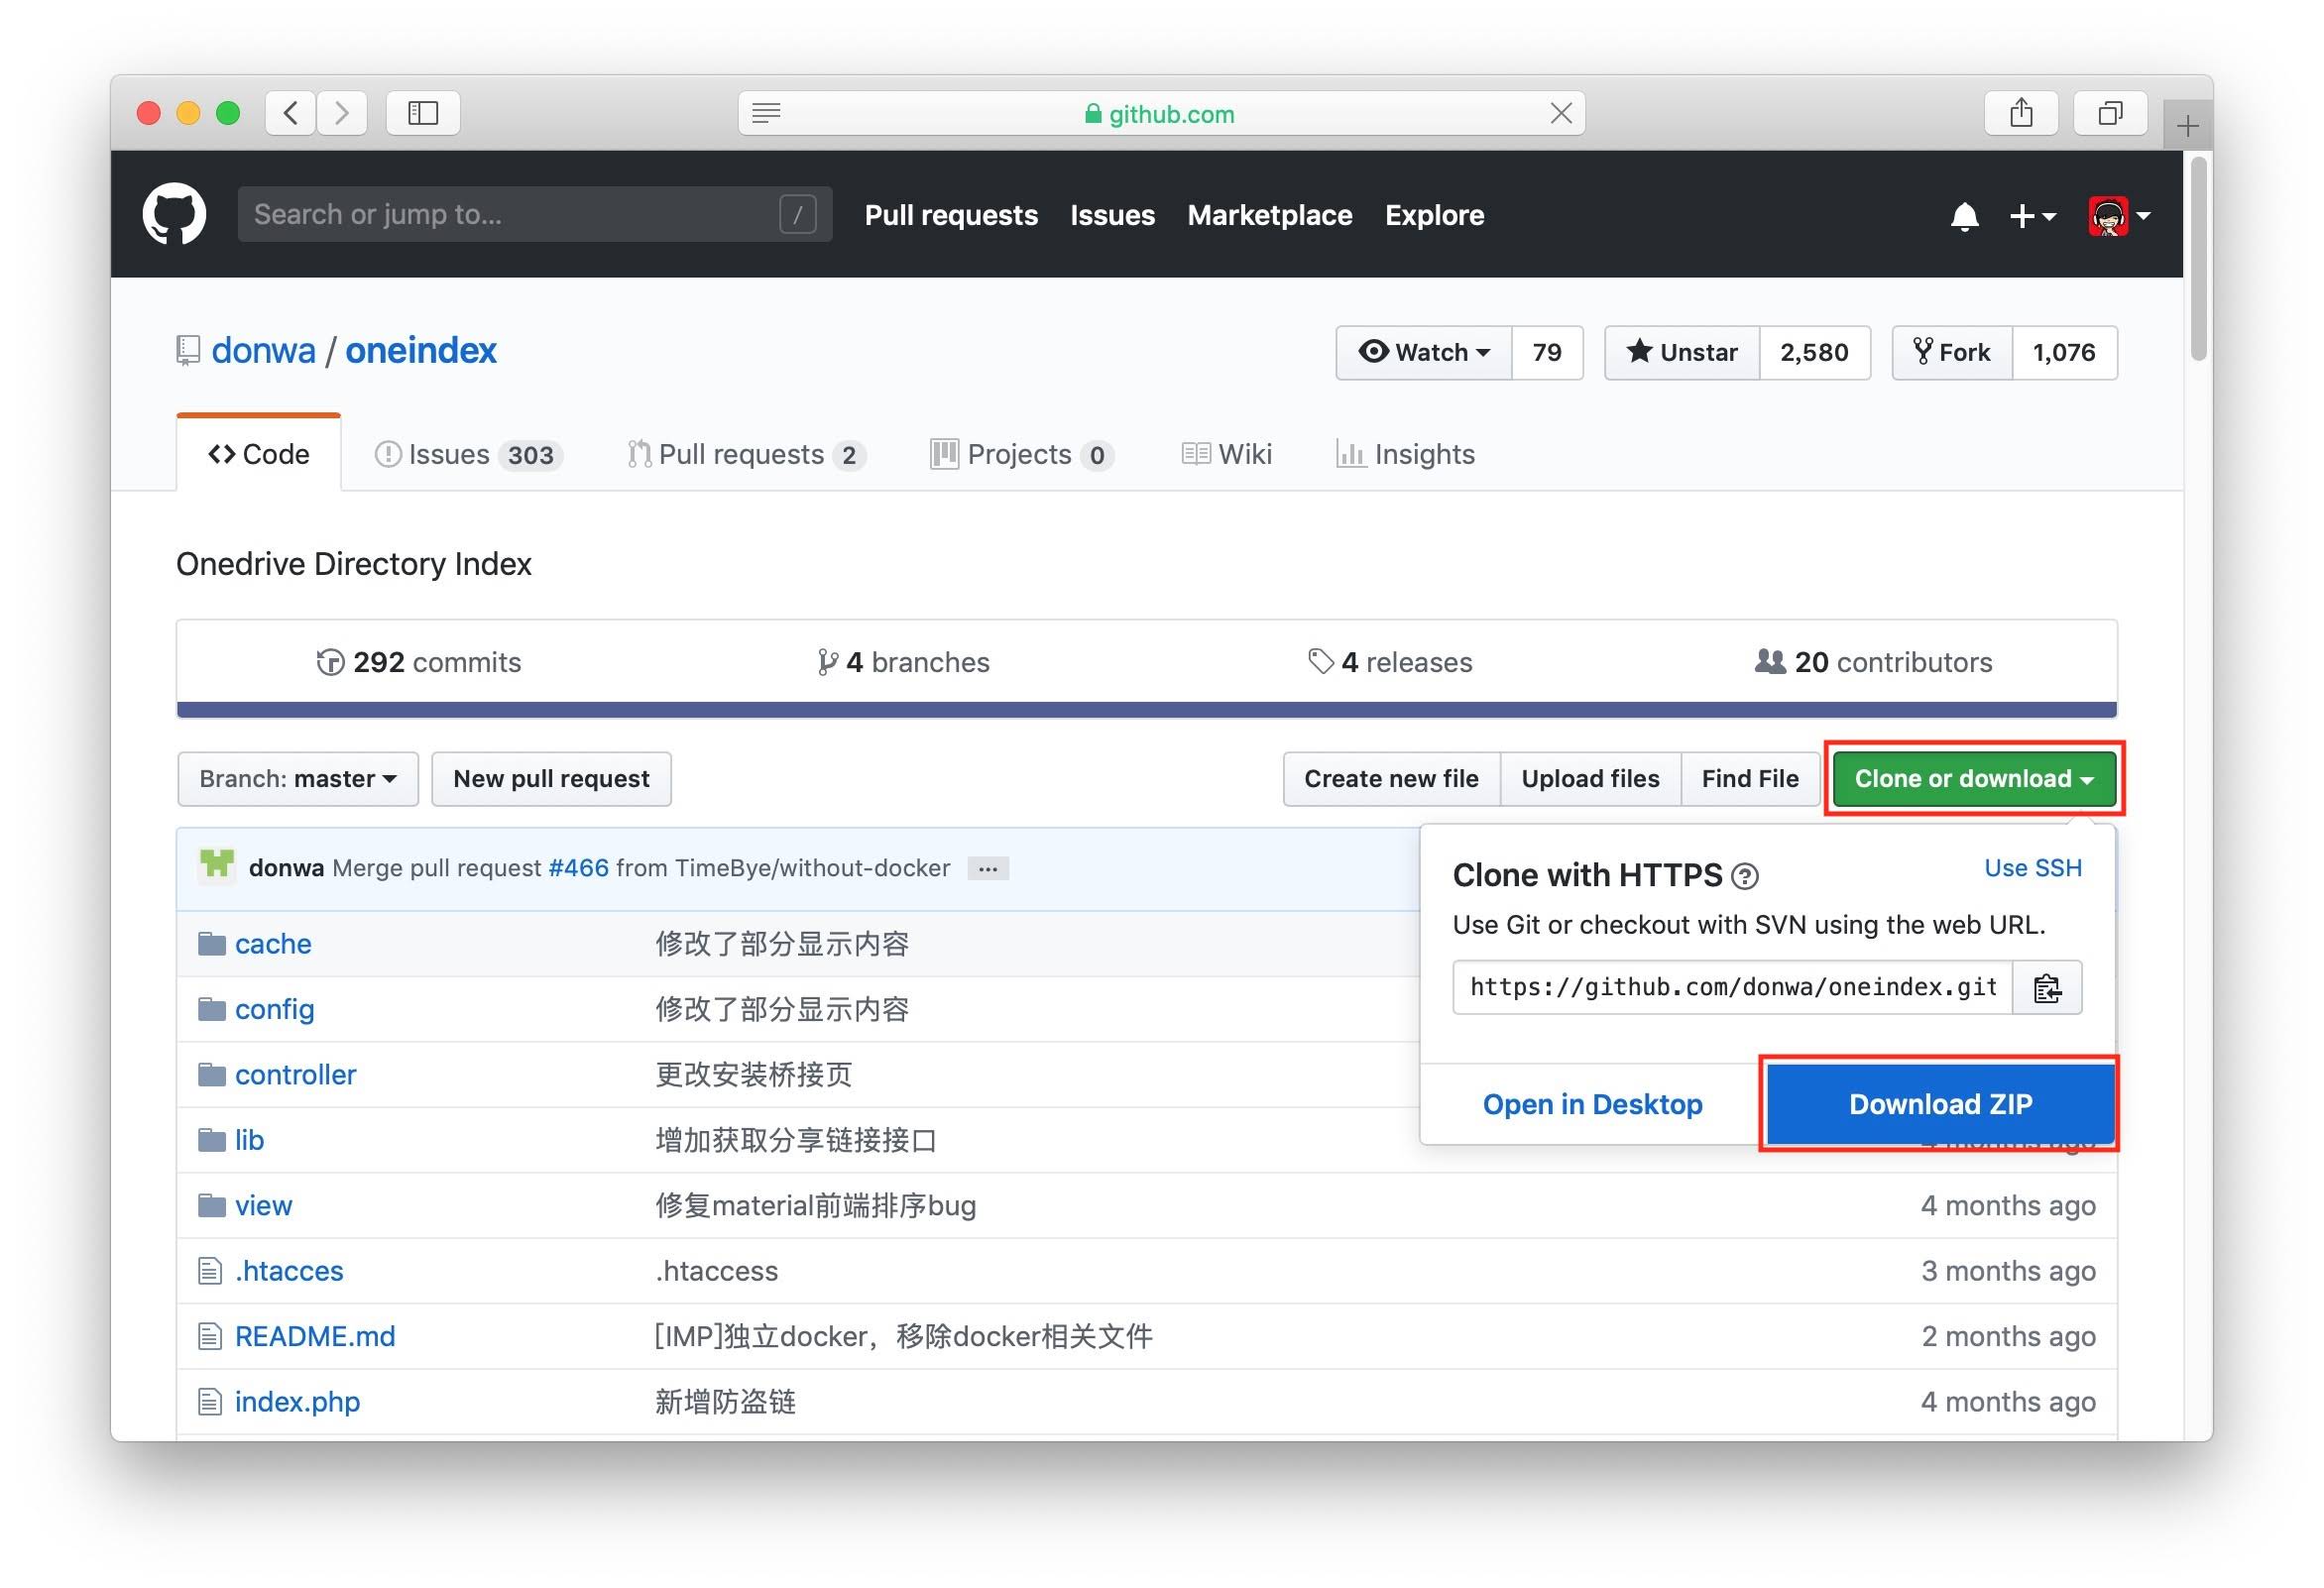 github.com
Search or jump to... /
Pull requests Issues Marketplace Explore
donwa / oneindex
Watch 79 Unstar 2,580 Fork 1,076
Code Issues 303 Pull requests 2 Projects 0 Wiki Insights
Onedrive Directory Index
292 commits 4 branches 4 releases 20 contributors
Branch: master New pull request Create new file Upload files Find File Clone or download
donwa Merge pull request #466 from TimeBye/without-docker ...
Clone with HTTPS ? Use SSH
Use Git or checkout with SVN using the web URL.
https://github.com/donwa/oneindex.git
Open in Desktop Download ZIP
cache 修改了部分显示内容
config 修改了部分显示内容
controller 更改安装桥接页
lib 增加获取分享链接接口
view 修复material前端排序bug 4 months ago
.htacces .htaccess 3 months ago
README.md [IMP]独立docker，移除docker相关文件 2 months ago
index.php 新增防盗链 4 months ago